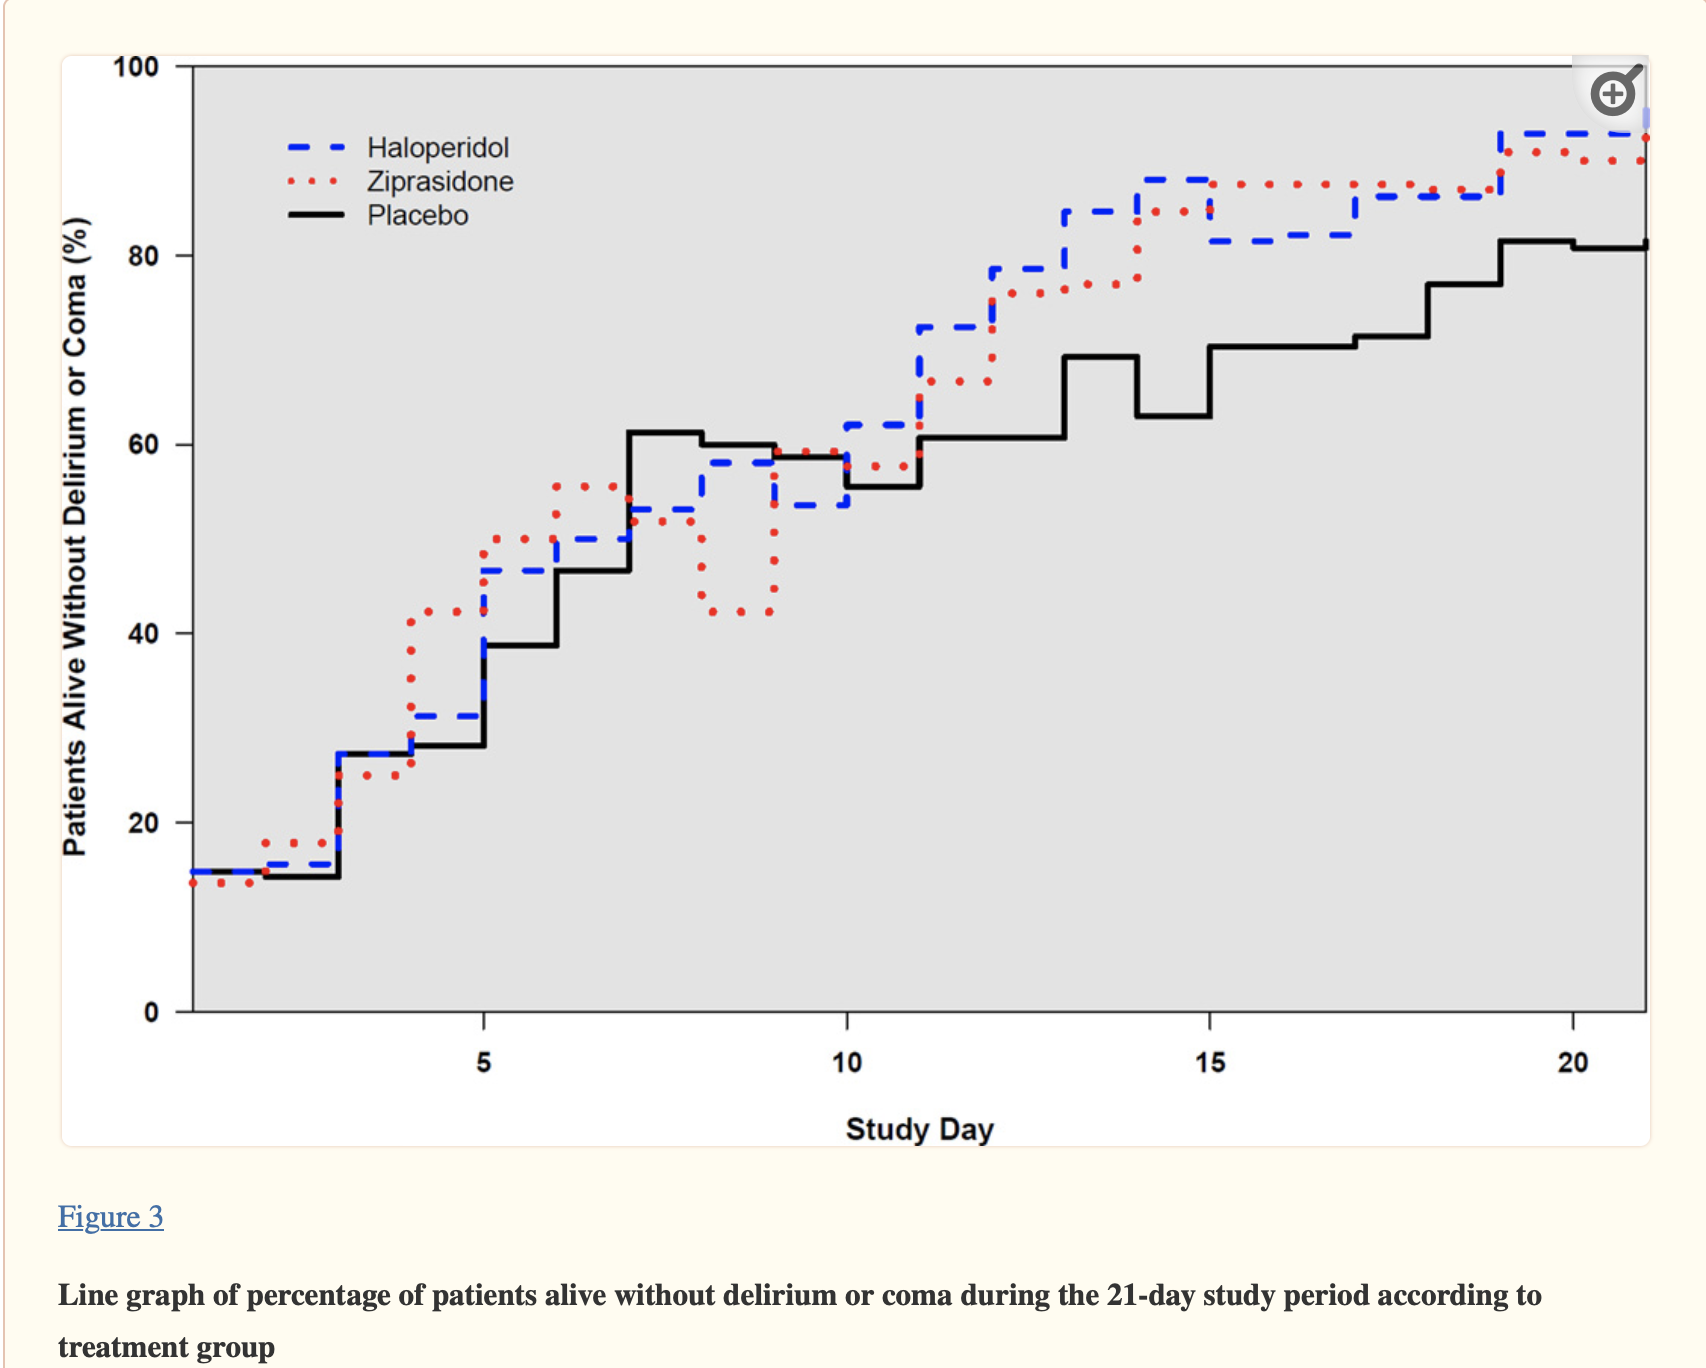 100
Haloperidol
Ziprasidone
Placebo
80
60
40
20
0
Patients Alive Without Delirium or Coma (%)
5 10 15 20
Study Day
Figure 3
Line graph of percentage of patients alive without delirium or coma during the 21-day study period according to
treatment group